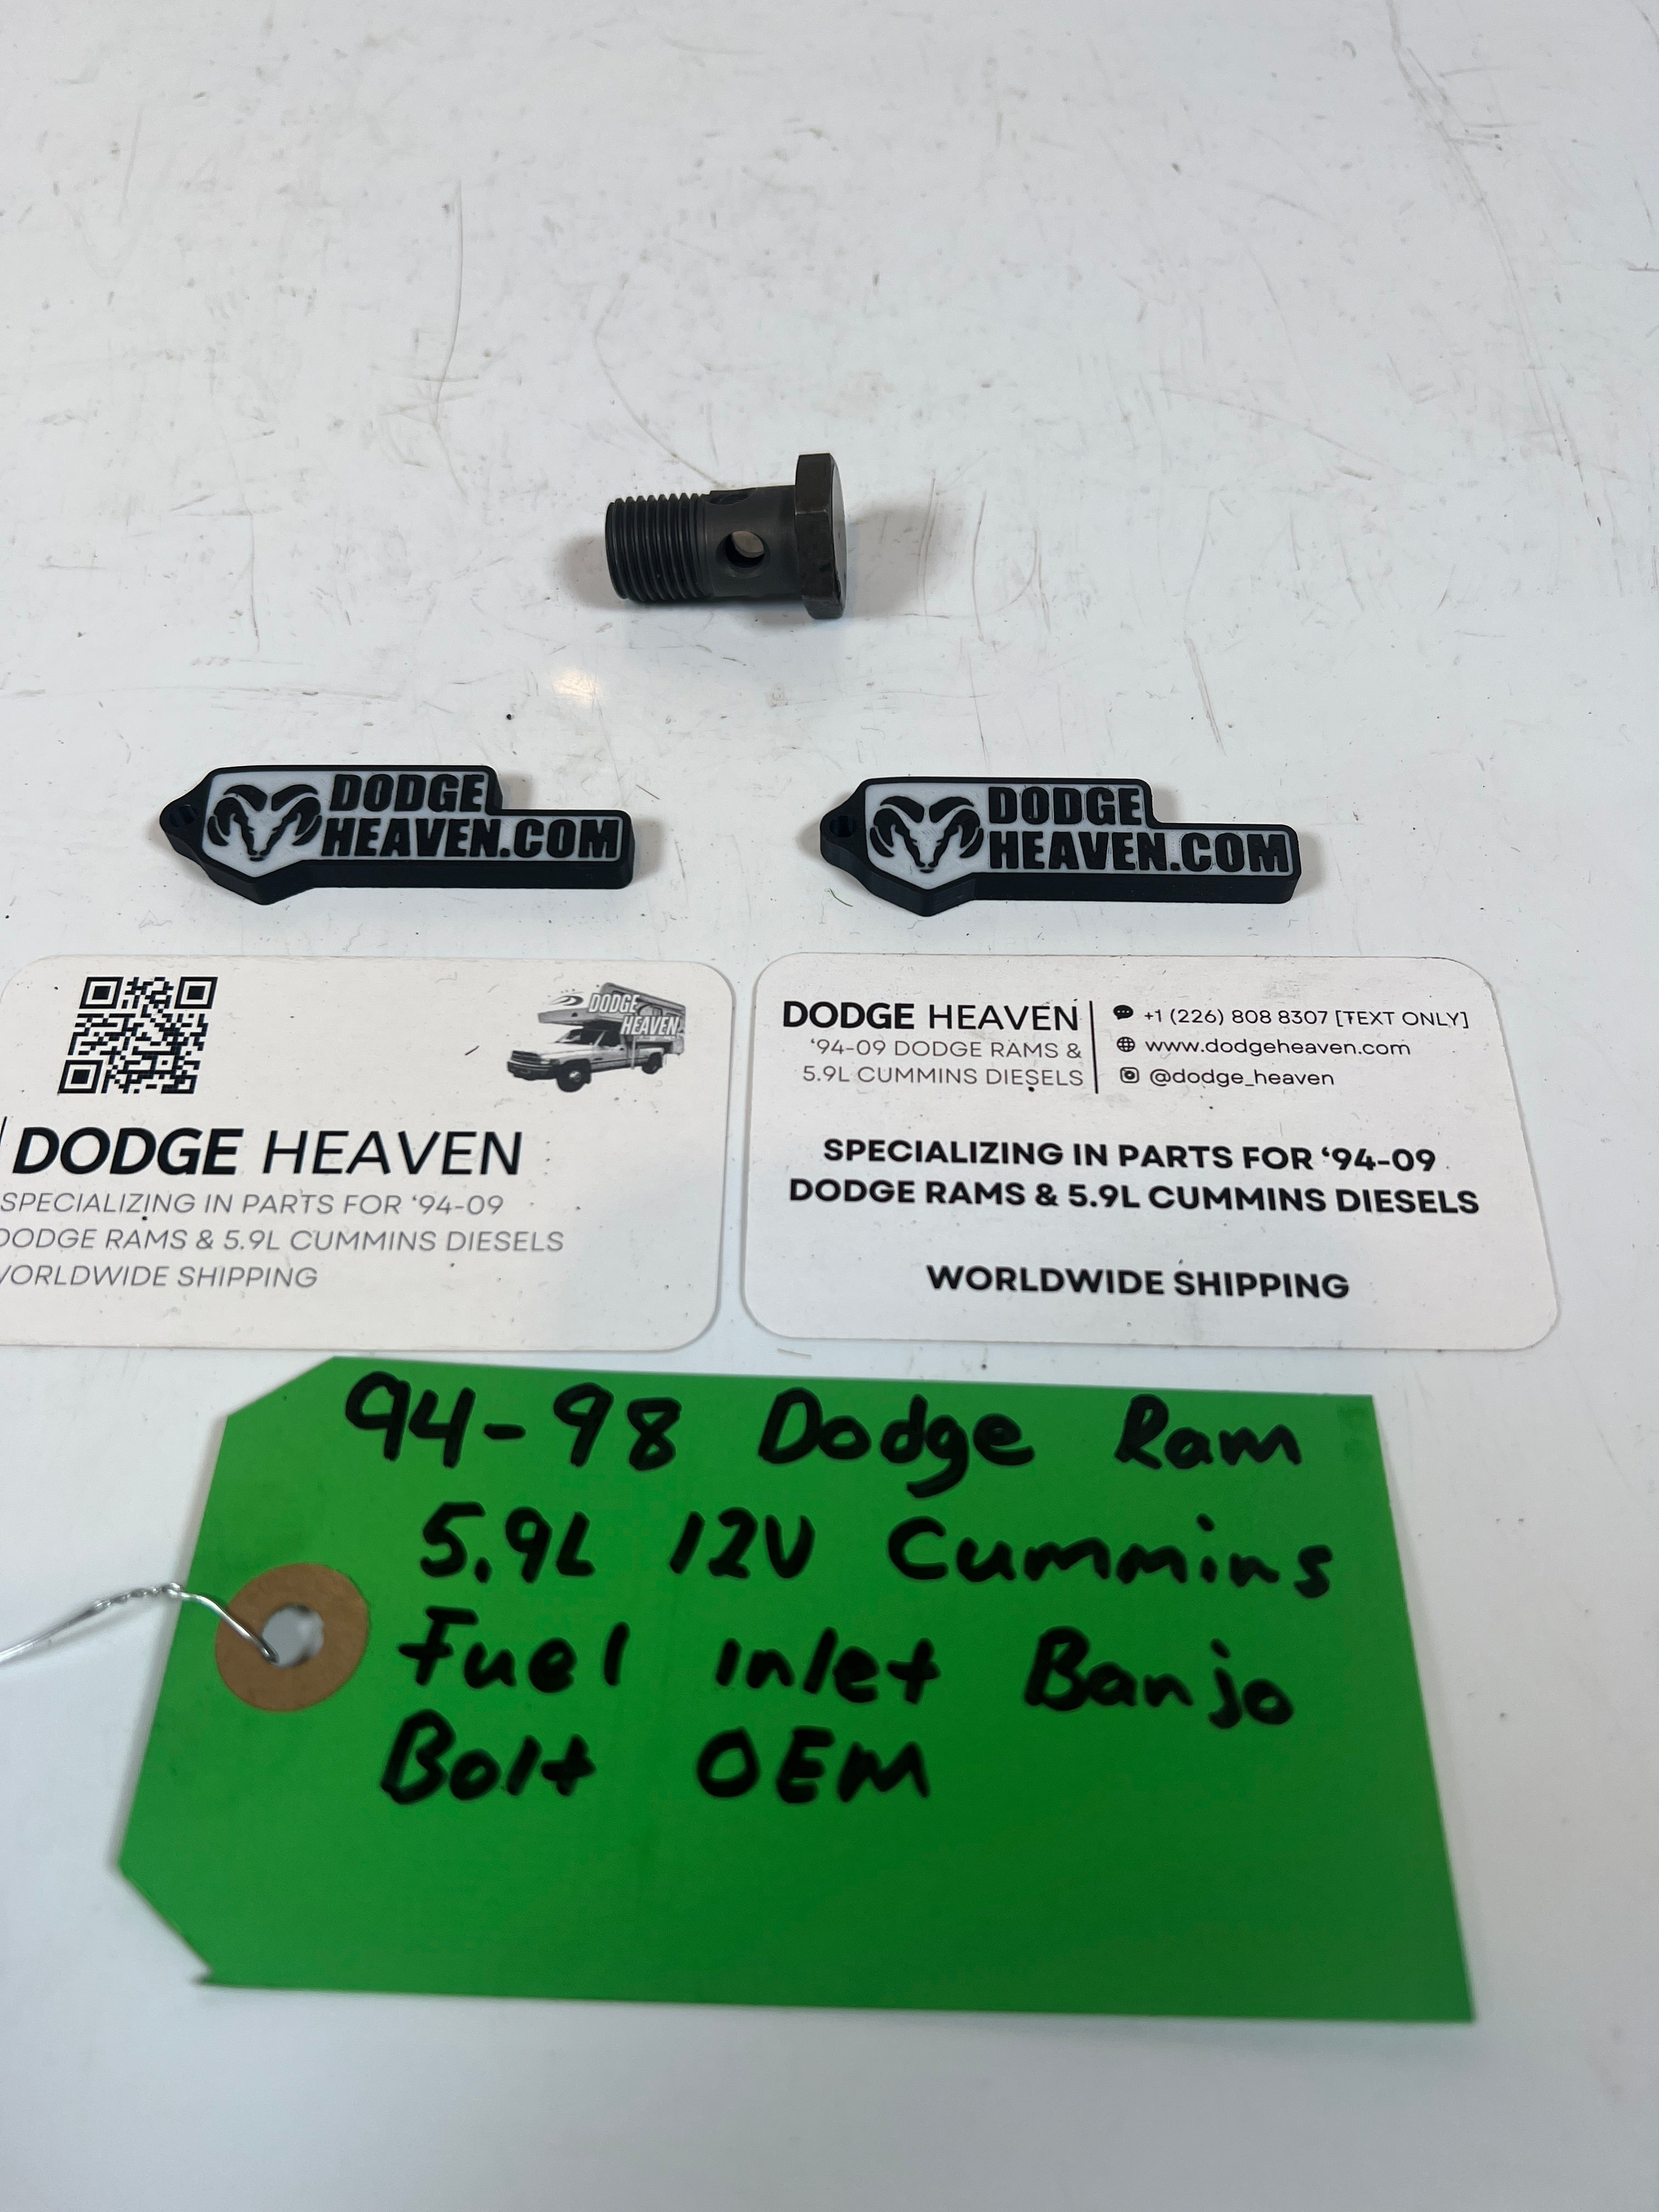 DODGE
HEAVEN.COM
DODGE
HEAVEN.COM
DODGE
HEAVEN
DODGE HEAVEN
SPECIALIZING IN PARTS FOR ‘94-09
DODGE RAMS & 5.9L CUMMINS DIESELS
WORLDWIDE SHIPPING
DODGE HEAVEN
‘94-09 DODGE RAMS &
5.9L CUMMINS DIESELS
+1 (226) 808 8307 [TEXT ONLY]
www.dodgeheaven.com
@dodge_heaven
SPECIALIZING IN PARTS FOR ‘94-09
DODGE RAMS & 5.9L CUMMINS DIESELS
WORLDWIDE SHIPPING
94-98 Dodge Ram
5.9L 12V Cummins
Fuel Inlet Banjo
Bolt OEM